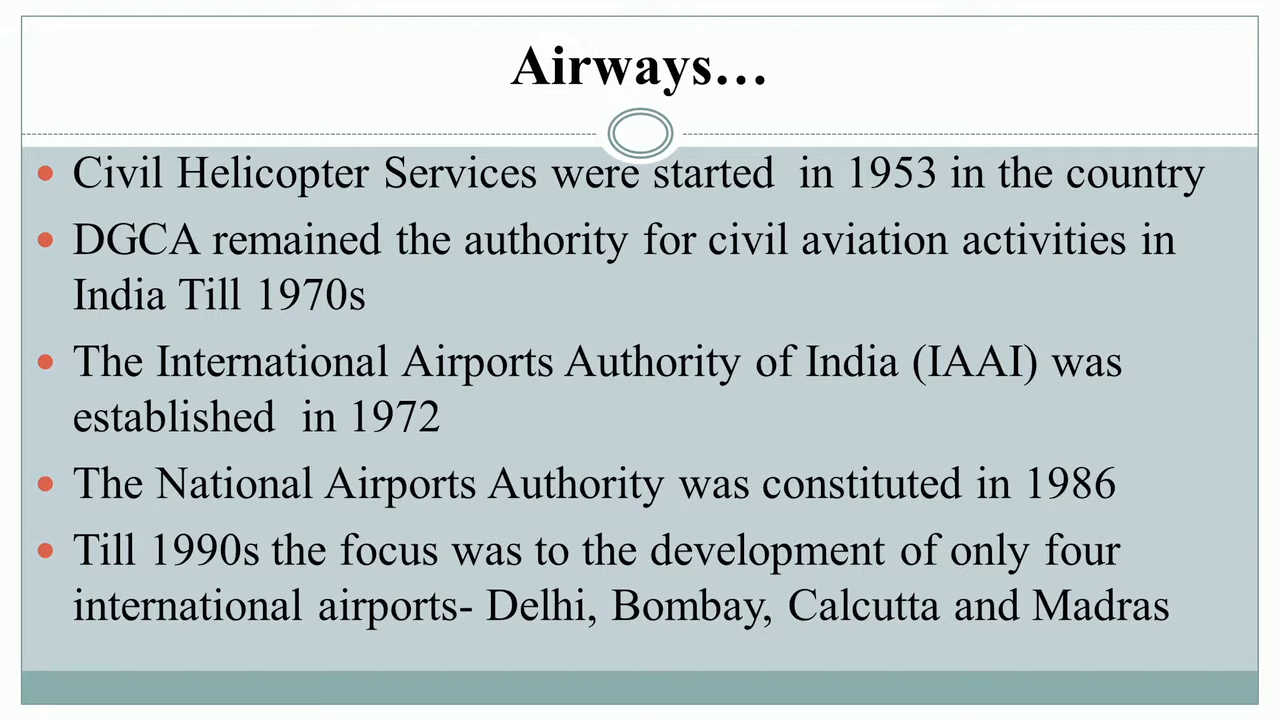 Airways…
Civil Helicopter Services were started in 1953 in the country
DGCA remained the authority for civil aviation activities in
India Till 1970s
The International Airports Authority of India (IAAI) was
established in 1972
The National Airports Authority was constituted in 1986
Till 1990s the focus was to the development of only four
international airports- Delhi, Bombay, Calcutta and Madras